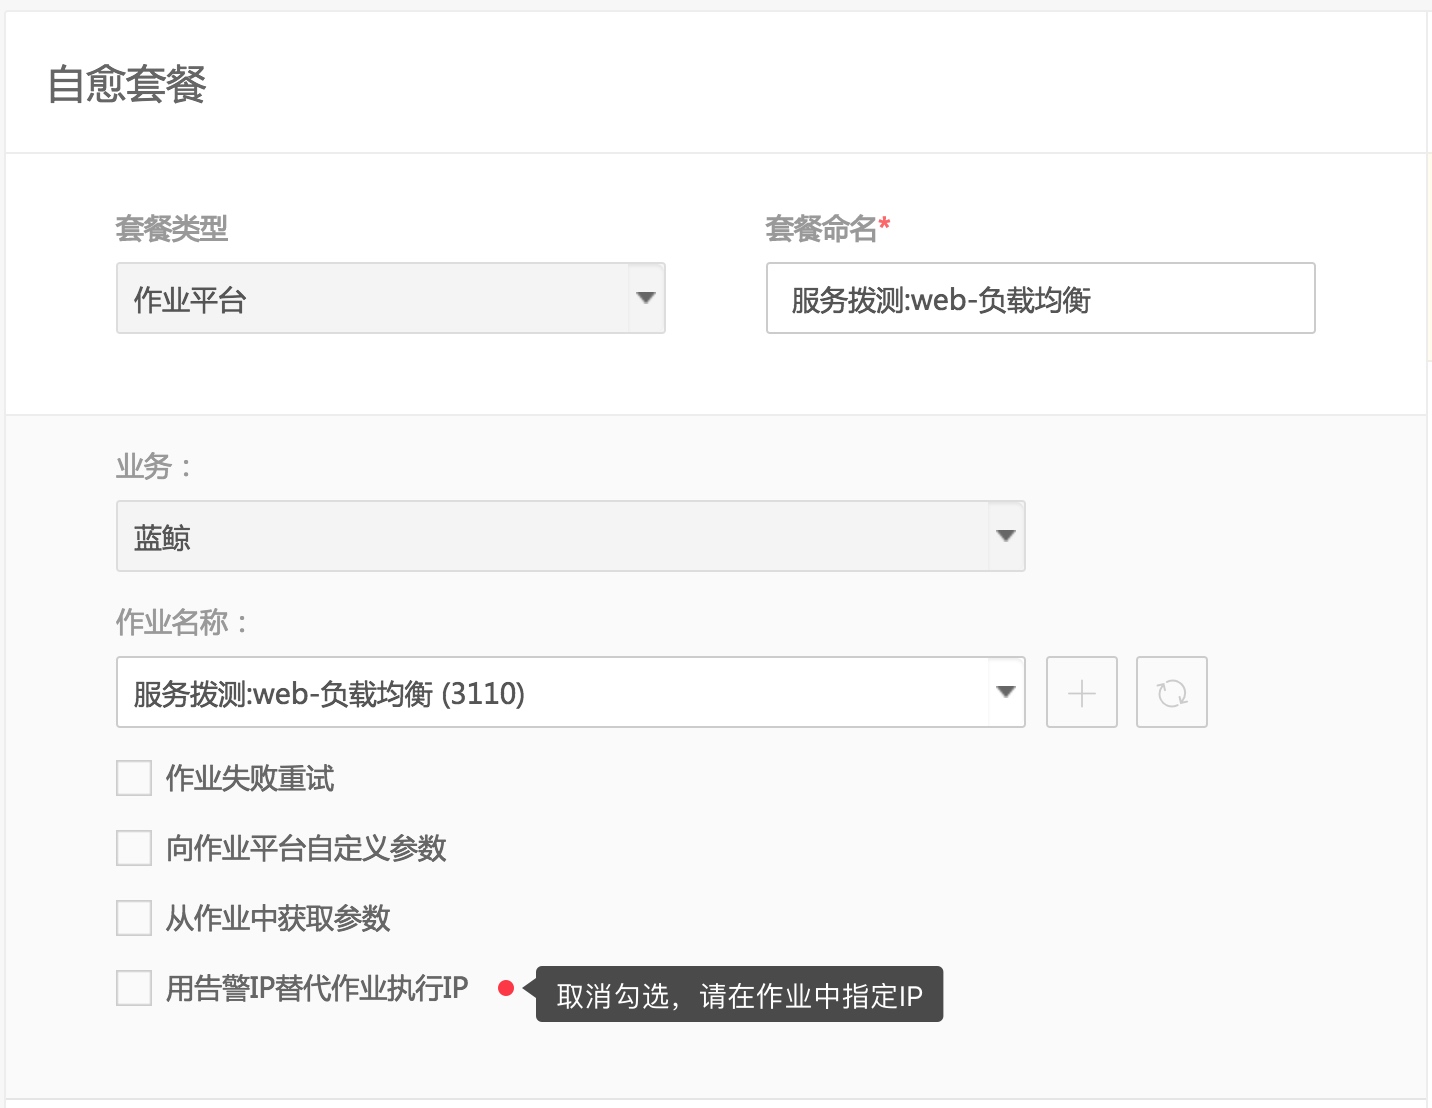 自愈套餐
套餐类型
套餐命名*
作业平台
服务拨测:web-负载均衡
业务：
蓝鲸
作业名称：
服务拨测:web-负载均衡 (3110)
作业失败重试
向作业平台自定义参数
从作业中获取参数
用告警IP替代作业执行IP
取消勾选，请在作业中指定IP